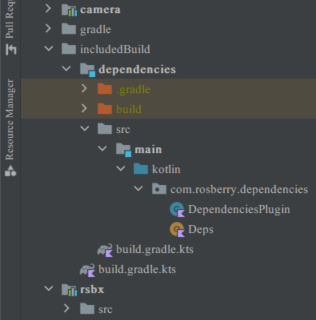 Pull Requ
Resource Manager
camera
gradle
includedBuild
dependencies
.gradle
build
src
main
kotlin
com.rosberry.dependencies
DependenciesPlugin
Deps
build.gradle.kts
build.gradle.kts
rsbx
src